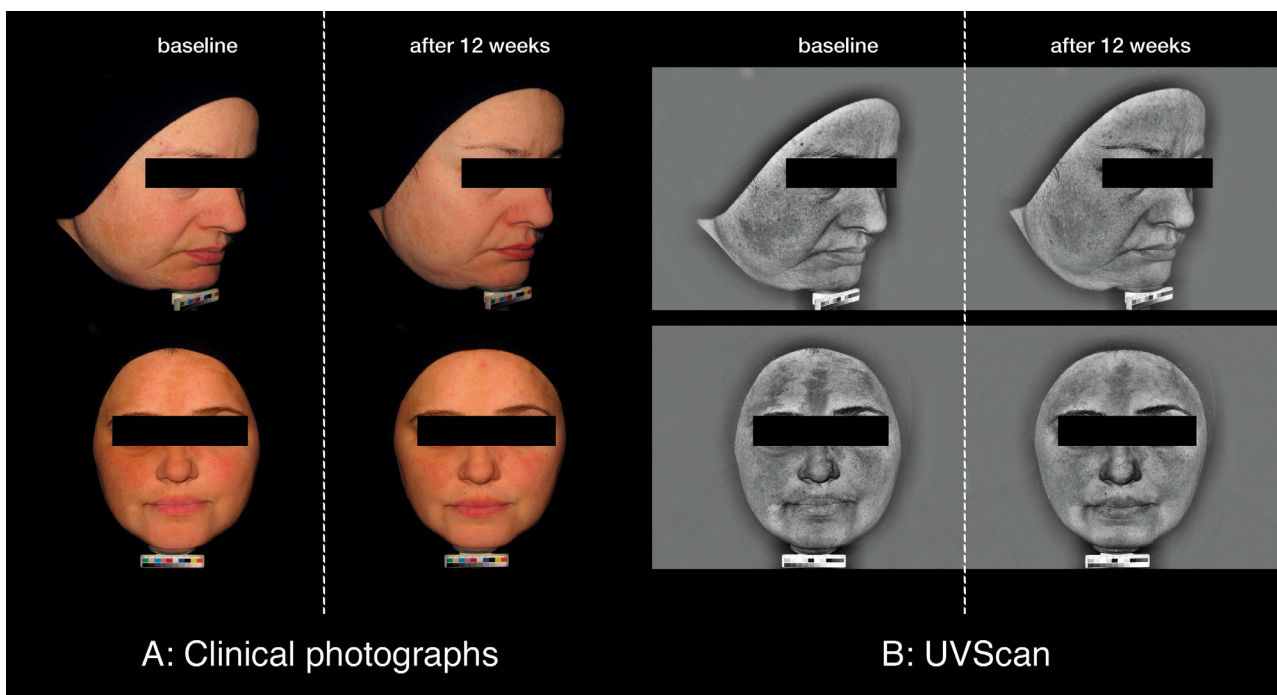 baseline
after 12 weeks
baseline
after 12 weeks
A: Clinical photographs
B: UVScan